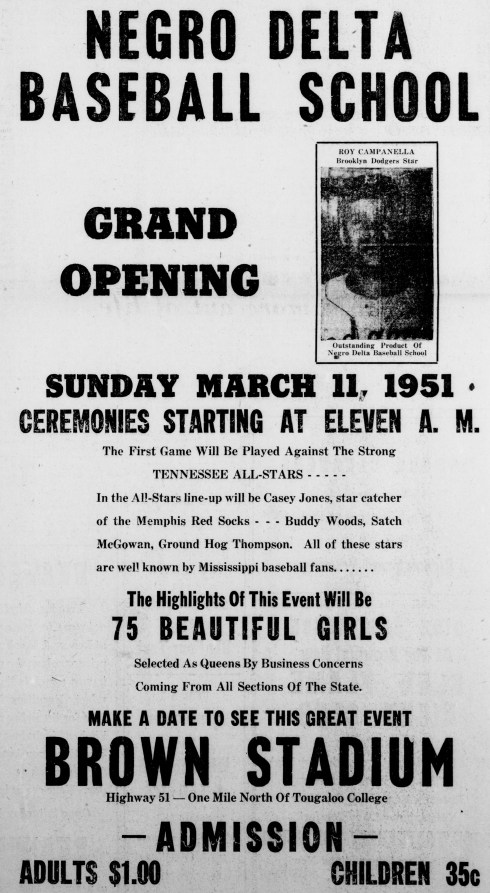 NEGRO DELTA
BASEBALL SCHOOL
ROY CAMPANELLA
Brooklyn Dodgers Star
GRAND
OPENING
Outstanding Product Of
Negro Delta Baseball School
SUNDAY MARCH 11, 1951
CEREMONIES STARTING AT ELEVEN A. M.
The First Game Will Be Played Against The Strong
TENNESSEE ALL-STARS - - - - -
In the All-Stars line-up will be Casey Jones, star catcher
of the Memphis Red Socks - - - Buddy Woods, Satch
McGowan, Ground Hog Thompson. All of these stars
are well known by Mississippi baseball fans.......
The Highlights Of This Event Will Be
75 BEAUTIFUL GIRLS
Selected As Queens By Business Concerns
Coming From All Sections Of The State.
MAKE A DATE TO SEE THIS GREAT EVENT
BROWN STADIUM
Highway 51 — One Mile North Of Tougaloo College
— ADMISSION —
ADULTS $1.00 CHILDREN 35c